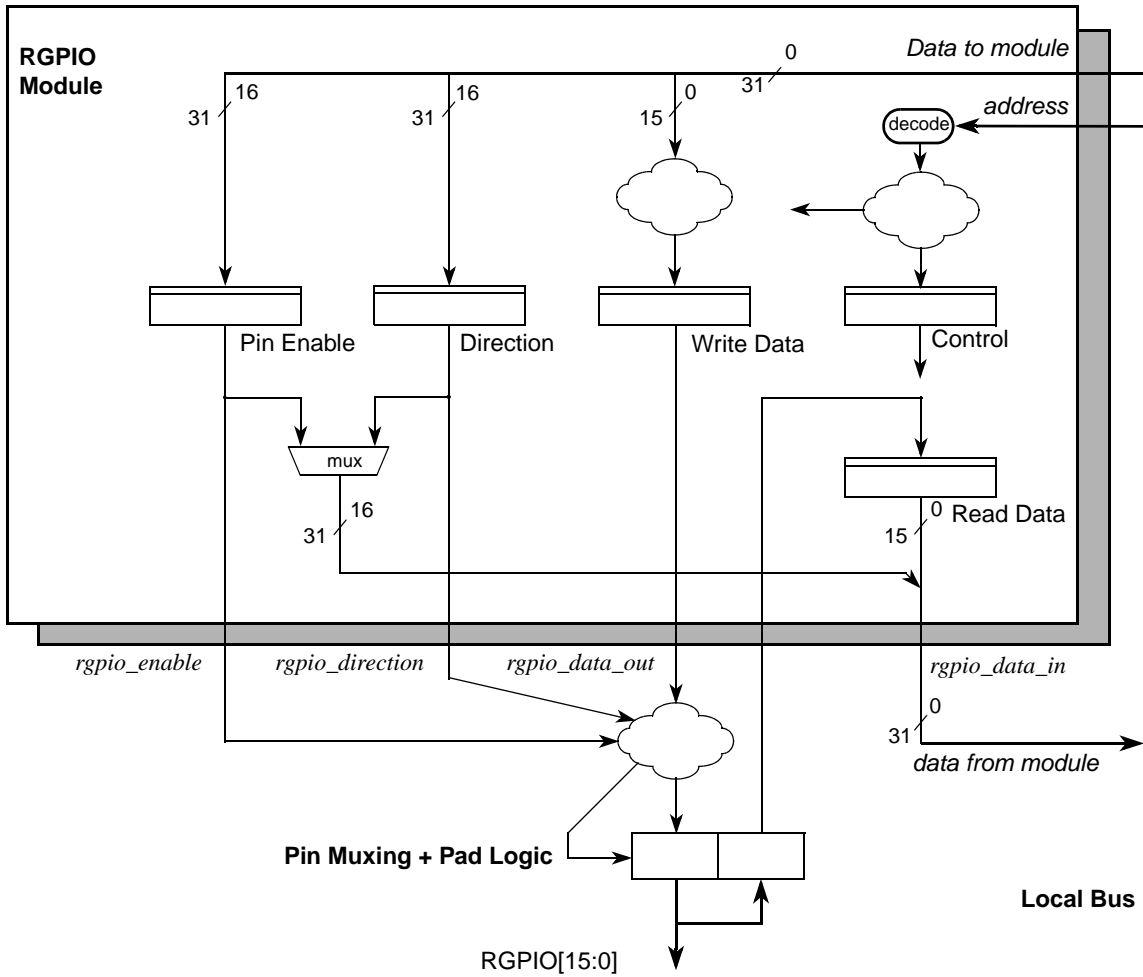 RGPIO
Module
Data to module
0
31
16
31
16
31
0
15
address
decode
Pin Enable
Direction
Write Data
Control
mux
16
31
0
15
Read Data
rgpio_enable
rgpio_direction
rgpio_data_out
rgpio_data_in
0
31
data from module
Pin Muxing + Pad Logic
Local Bus
RGPIO[15:0]